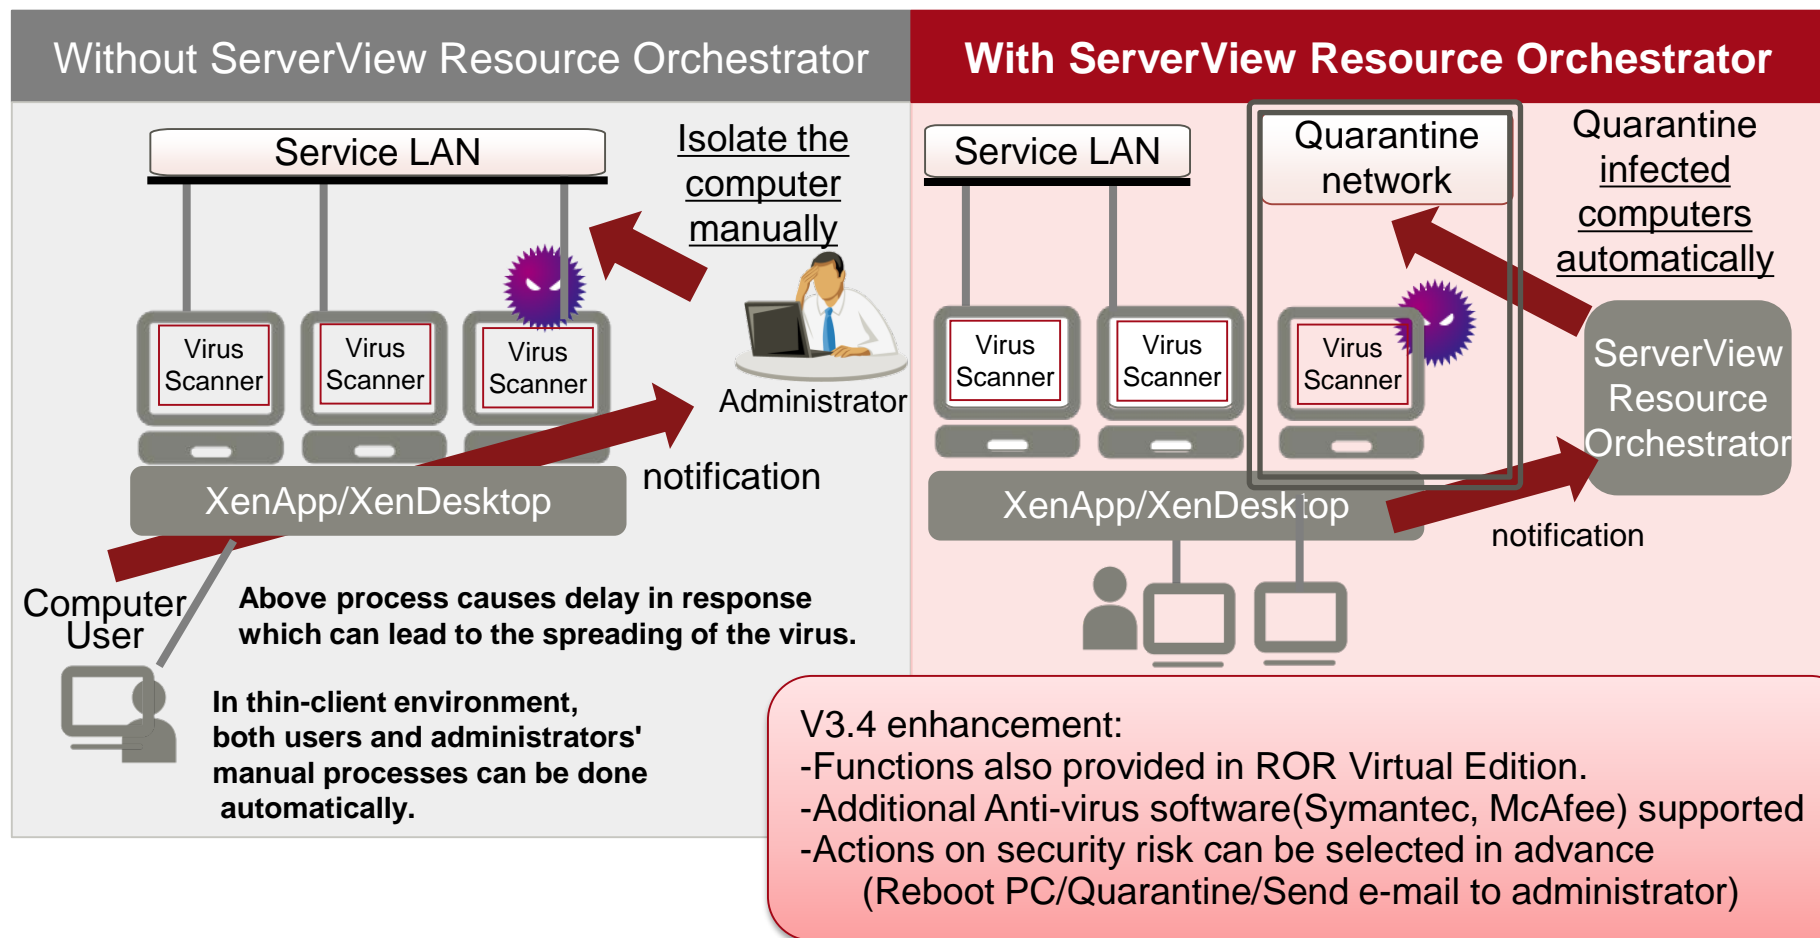 Without ServerView Resource Orchestrator
Service LAN
Isolate the
computer
manually
Virus
Scanner
Virus
Scanner
Virus
Scanner
Administrator
notification
XenApp/XenDesktop
Computer
User
Above process causes delay in response
which can lead to the spreading of the virus.
In thin-client environment,
both users and administrators'
manual processes can be done
automatically.
With ServerView Resource Orchestrator
Service LAN
Quarantine
network
Quarantine
infected
computers
automatically
Virus
Scanner
Virus
Scanner
Virus
Scanner
ServerView
Resource
Orchestrator
XenApp/XenDesktop
notification
V3.4 enhancement:
-Functions also provided in ROR Virtual Edition.
-Additional Anti-virus software(Symantec, McAfee) supported
-Actions on security risk can be selected in advance
(Reboot PC/Quarantine/Send e-mail to administrator)